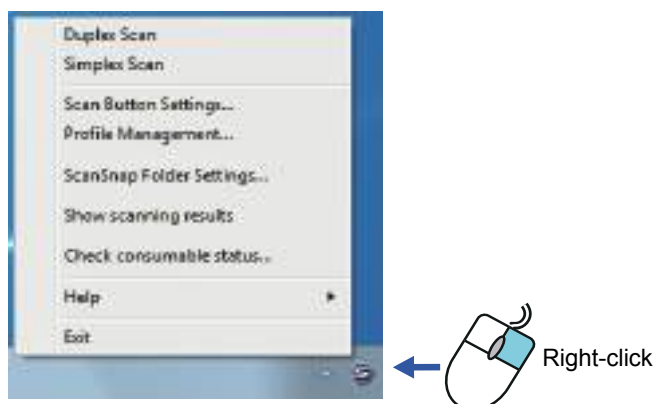 Duplex Scan
Simplex Scan
Scan Button Settings...
Profile Management...
ScanSnap Folder Settings...
Show scanning results
Check consumable status...
Help
Exit
Right-click